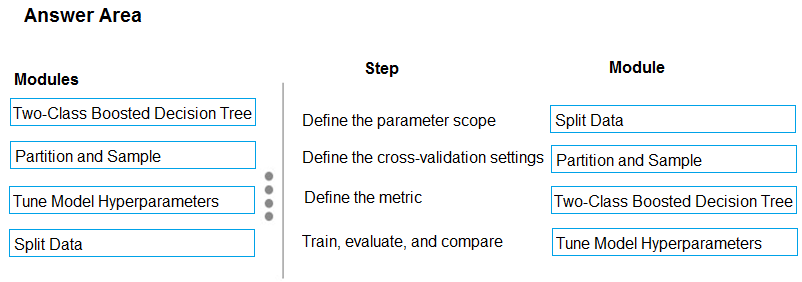 Answer Area
Modules
Two-Class Boosted Decision Tree
Partition and Sample
Tune Model Hyperparameters
Split Data
Step
Module
Define the parameter scope
Split Data
Define the cross-validation settings
Partition and Sample
Define the metric
Two-Class Boosted Decision Tree
Train, evaluate, and compare
Tune Model Hyperparameters